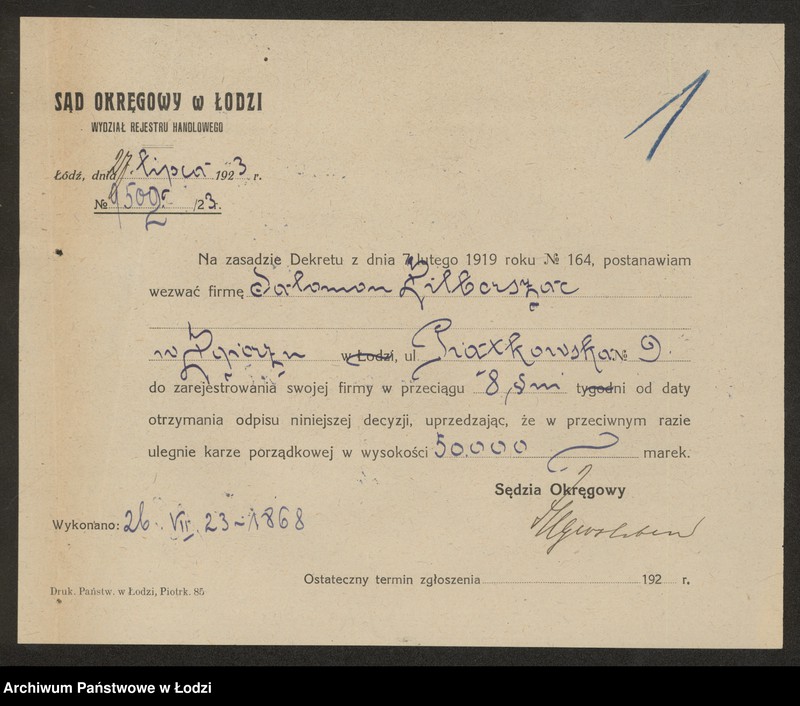 1
SĄD OKRĘGOWY w ŁODZI
WYDZIAŁ REJESTRU HANDLOWEGO
Łódź, dnia 27. lipca 1923 r.
№ /23 r.
Na zasadzie Dekretu z dnia 7 lutego 1919 roku № 164, postanawiam
wezwać firmę Salomon Zilberszac
w Zgierzu w Łodzi, ul. Piatkowska № 9.
do zarejestrowania swojej firmy w przeciągu 8 dni tygodni od daty
otrzymania odpisu niniejszej decyzji, uprzedzając, że w przeciwnym razie
ulegnie karze porządkowej w wysokości 50.000 marek.
Sędzia Okręgowy
Wykonano: 26. VII. 23 - 1868
Ostateczny termin zgłoszenia 192 r.
Druk. Państw. w Łodzi, Piotrk. 85
Archiwum Państwowe w Łodzi